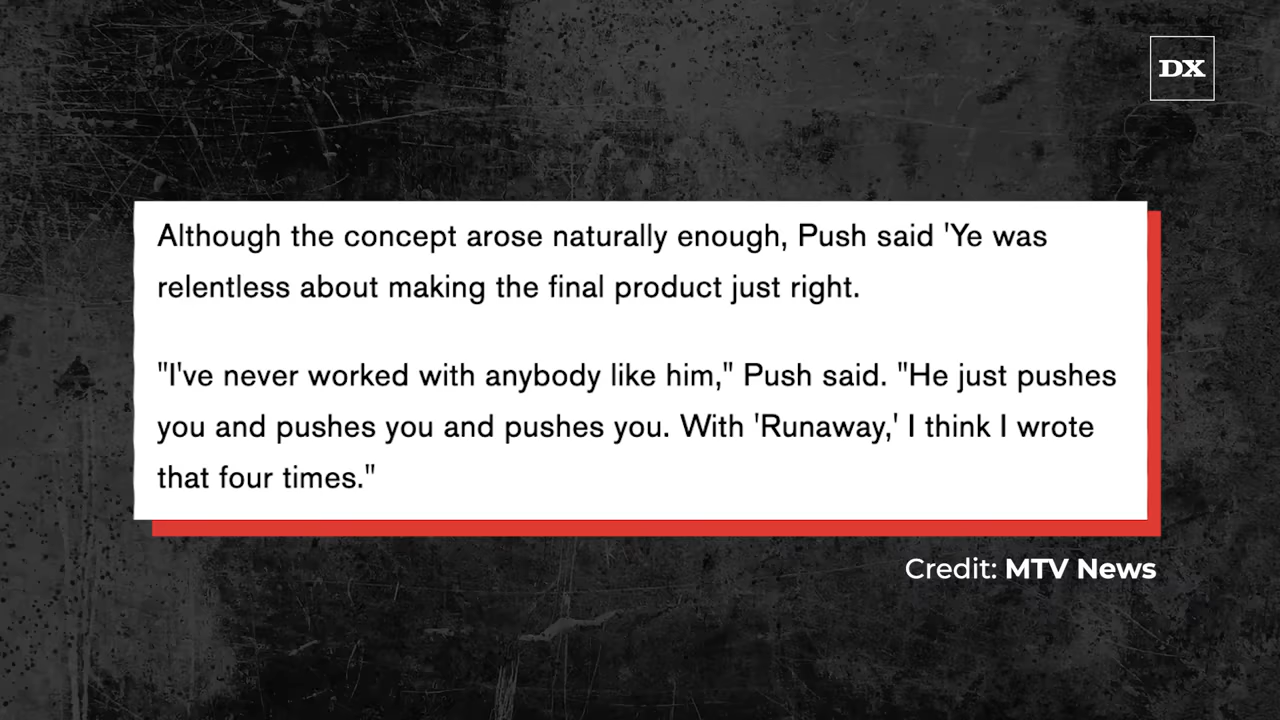 DX
Although the concept arose naturally enough, Push said 'Ye was
relentless about making the final product just right.
"I've never worked with anybody like him," Push said. "He just pushes
you and pushes you and pushes you. With 'Runaway,' I think I wrote
that four times."
Credit: MTV News